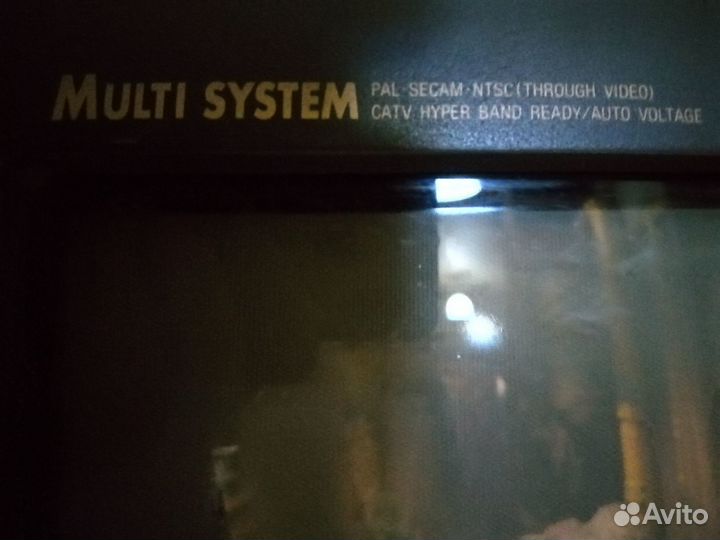 MULTI SYSTEM
PAL·SECAM·NTSC(THROUGH VIDEO)
CATV HYPER BAND READY/AUTO VOLTAGE
Avito